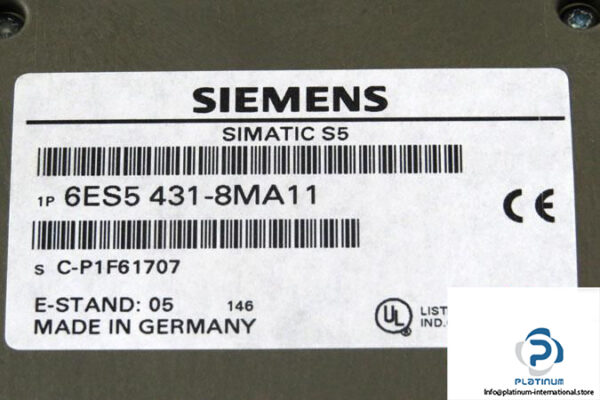 SIEMENS
SIMATIC S5
1P 6ES5 431-8MA11
CE
S C-P1F61707
E-STAND: 05 146
MADE IN GERMANY
UL
LIST
IND.
PLATINUM
Info@platinum-international.store